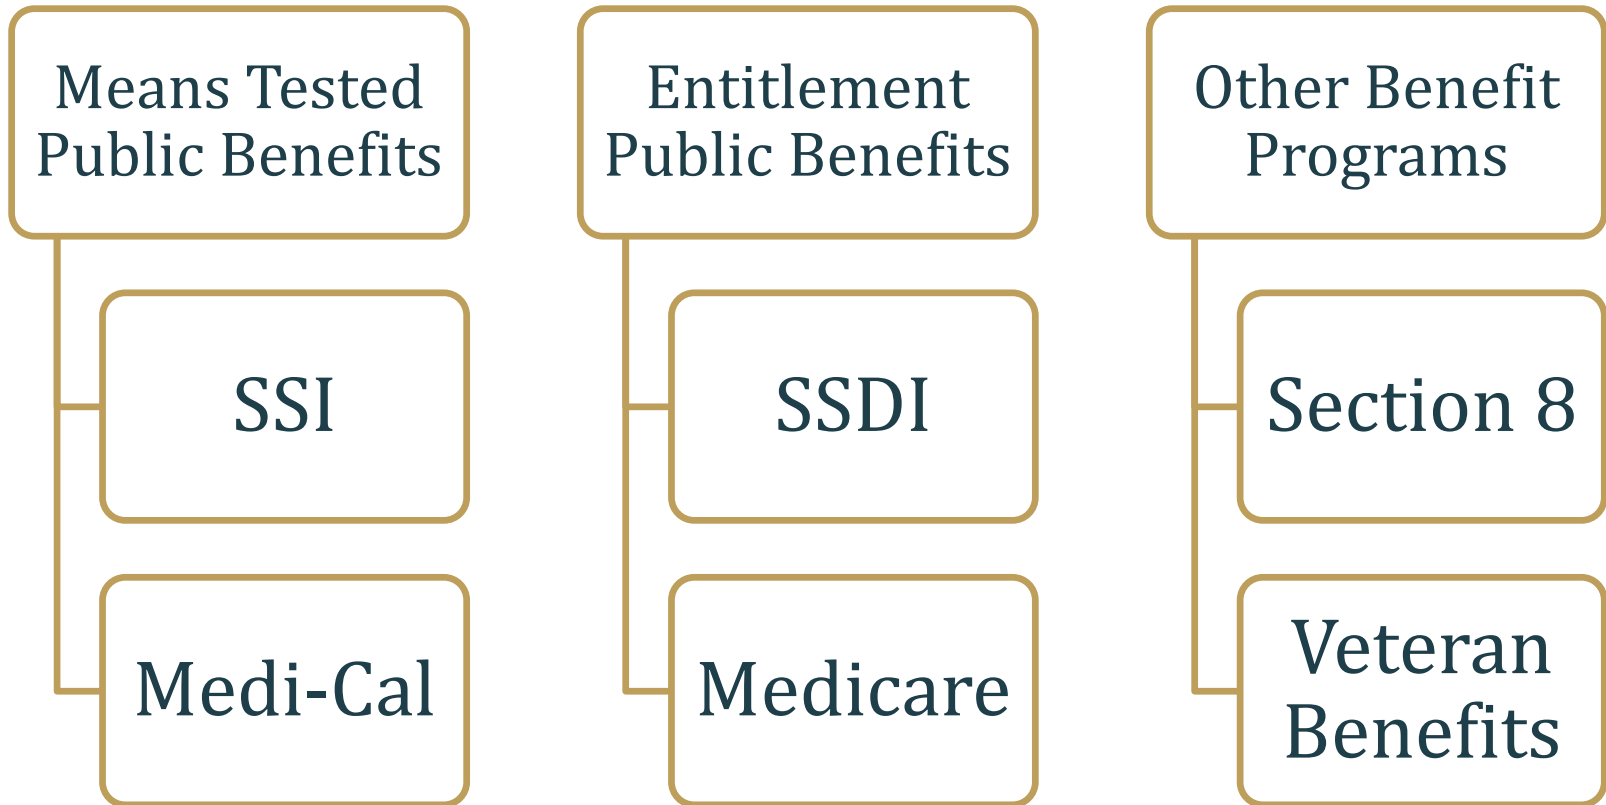 Means Tested
Public Benefits
SSI
Medi-Cal
Entitlement
Public Benefits
SSDI
Medicare
Other Benefit
Programs
Section 8
Veteran
Benefits